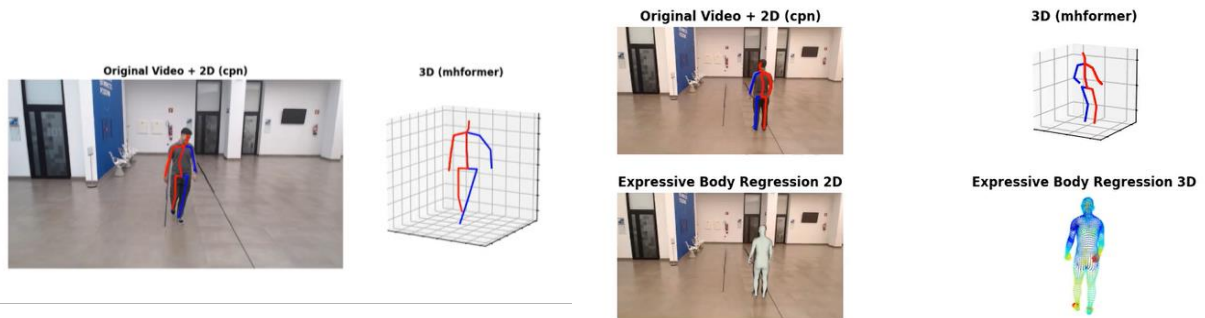 Original Video + 2D (cpn)
3D (mhformer)
Original Video + 2D (cpn)
3D (mhformer)
Expressive Body Regression 2D
Expressive Body Regression 3D